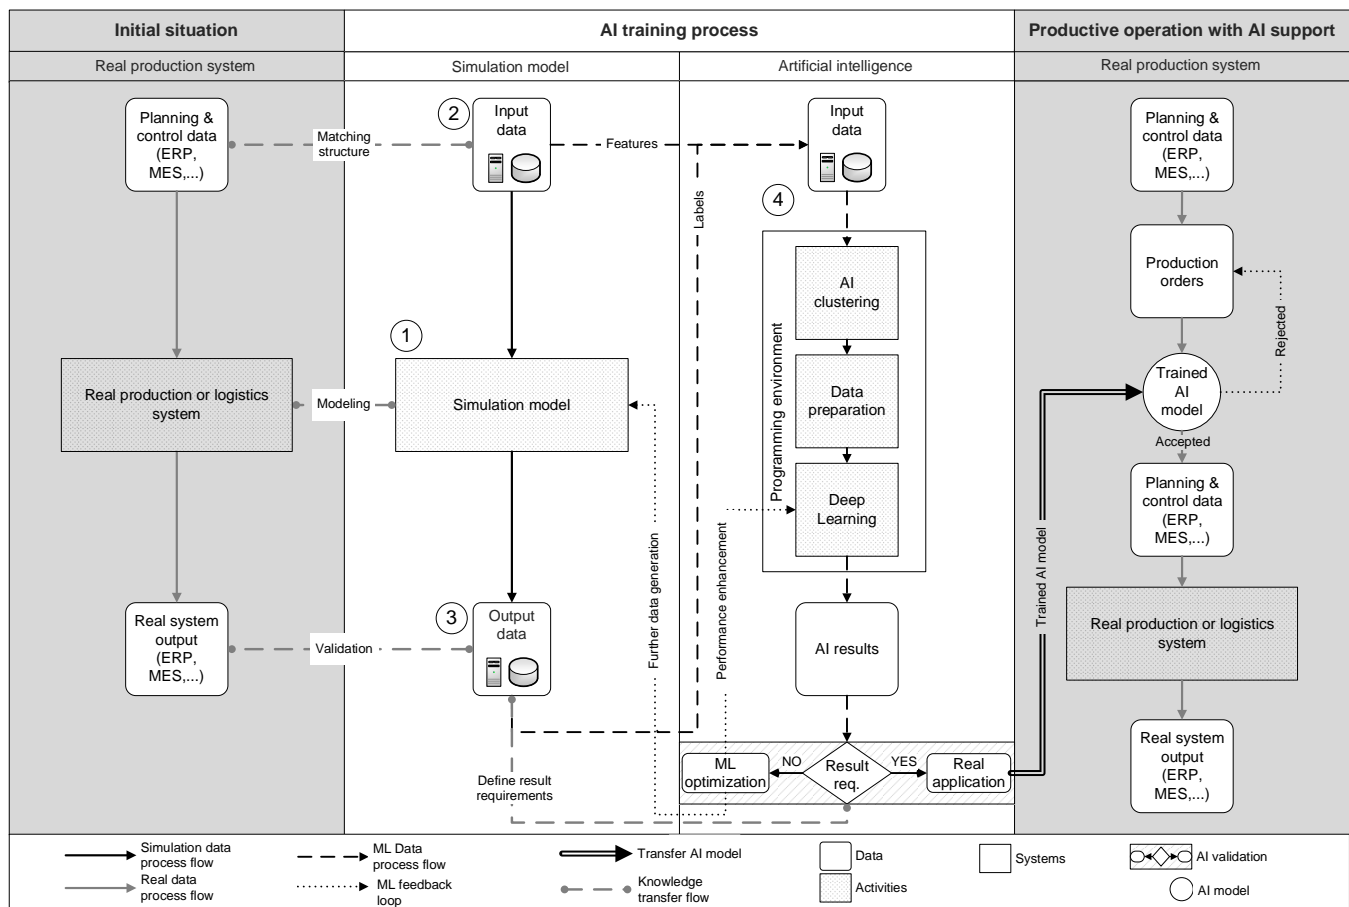 Initial situation
AI training process
Productive operation with AI support
Real production system
Simulation model
Artificial intelligence
Real production system
Planning &
control data
(ERP,
MES,...)
Matching
structure
2
Input
data
Features
Labels
Input
data
4
Planning &
control data
(ERP,
MES,...)
Production
orders
Rejected
AI
clustering
Programming environment
1
Real production or logistics
system
Modeling
Simulation model
Data
preparation
Trained
AI
model
Accepted
Deep
Learning
Planning &
control data
(ERP,
MES,...)
Further data generation
Performance enhancement
Trained AI model
Real system
output
(ERP,
MES,...)
Validation
3
Output
data
AI results
Real production or logistics
system
Define result
requirements
ML
optimization
NO
Result
req.
YES
Real
application
Real system
output
(ERP,
MES,...)
Simulation data
process flow
Real data
process flow
ML Data
process flow
ML feedback
loop
Transfer AI model
Knowledge
transfer flow
Data
Activities
Systems
AI validation
AI model